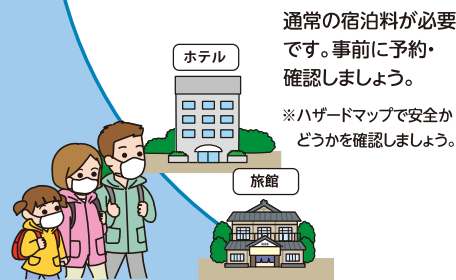 通常の宿泊料が必要
です。事前に予約・
確認しましょう。
※ハザードマップで安全か
どうかを確認しましょう。
ホテル
旅館